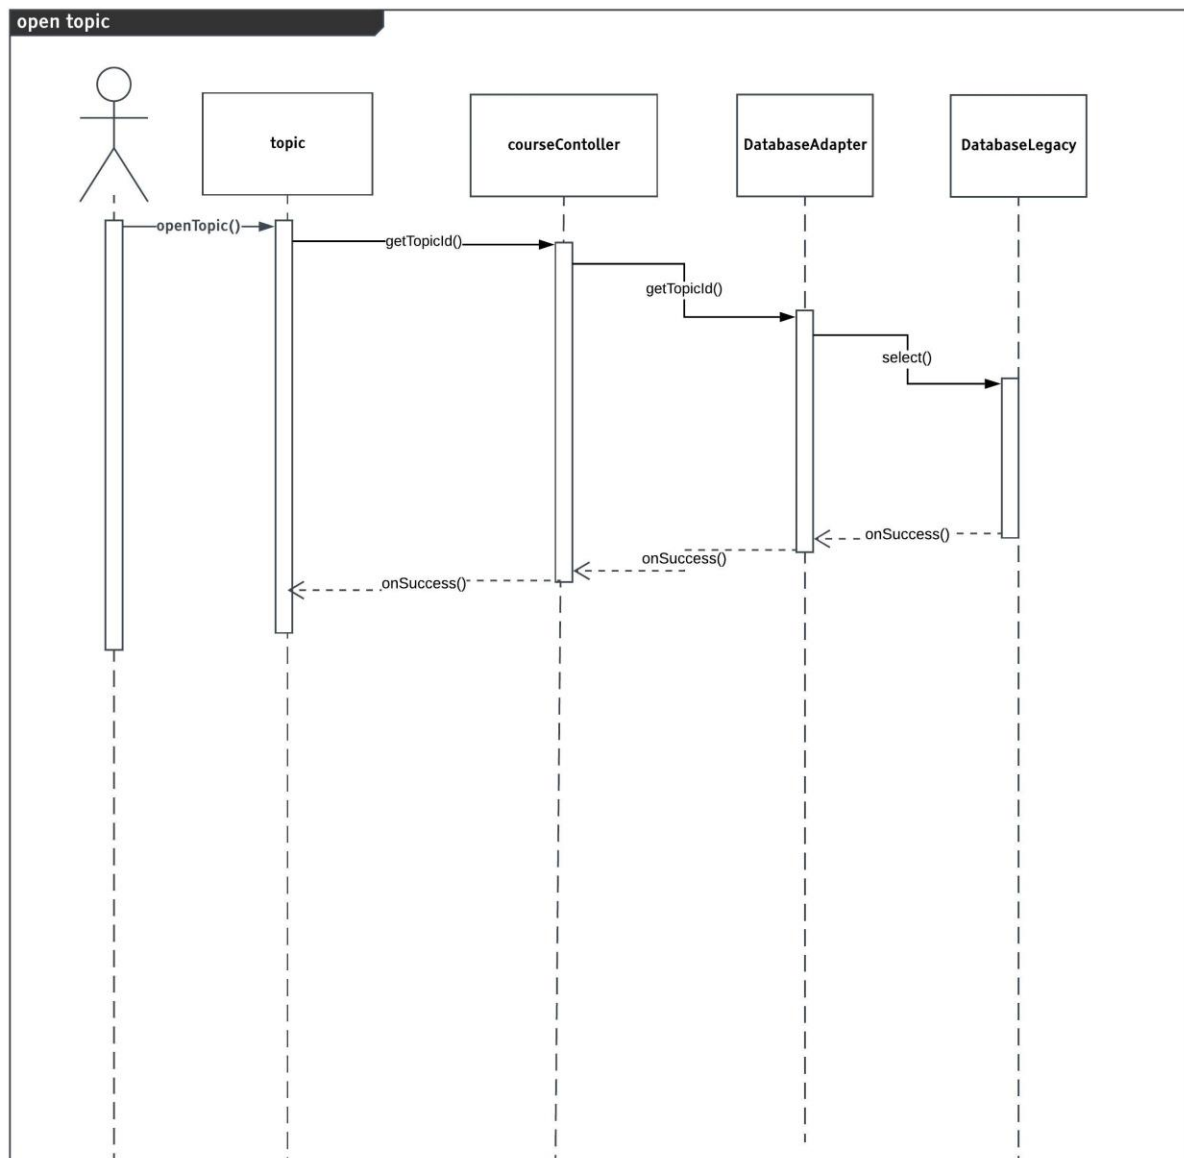 open topic
topic
courseContoller
DatabaseAdapter
DatabaseLegacy
openTopic()
getTopicId()
getTopicId()
select()
onSuccess()
onSuccess()
onSuccess()